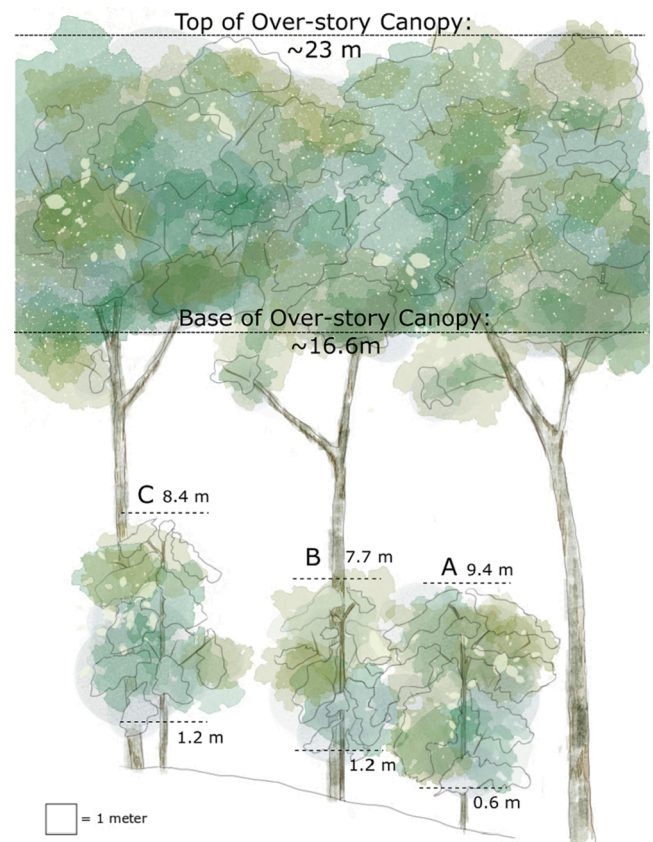 Top of Over-story Canopy:
~23 m
Base of Over-story Canopy:
~16.6m
C 8.4 m
B 7.7 m
A 9.4 m
1.2 m
1.2 m
0.6 m
= 1 meter